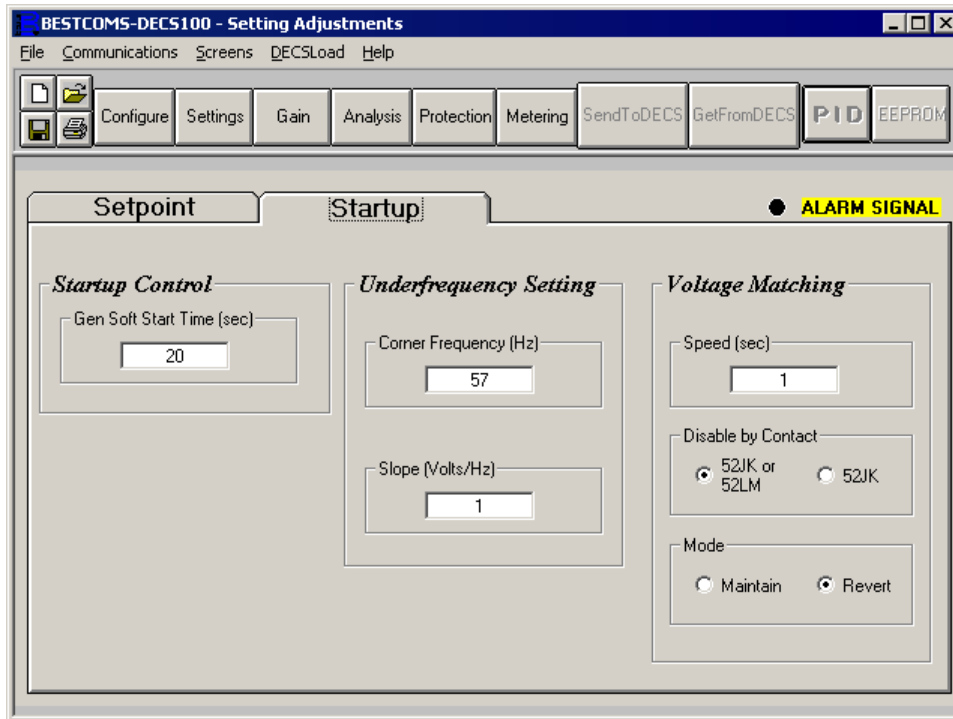 BESTCOMS-DECS100 - Setting Adjustments
File Communications Screens DECSLoad Help
Configure Settings Gain Analysis Protection Metering SendToDECS GetFromDECS PID EEPROM
Setpoint Startup ALARM SIGNAL
Startup Control
Gen Soft Start Time (sec)
20
Underfrequency Setting
Corner Frequency (Hz)
57
Slope (Volts/Hz)
1
Voltage Matching
Speed (sec)
1
Disable by Contact
52JK or
52LM
52JK
Mode
Maintain Revert